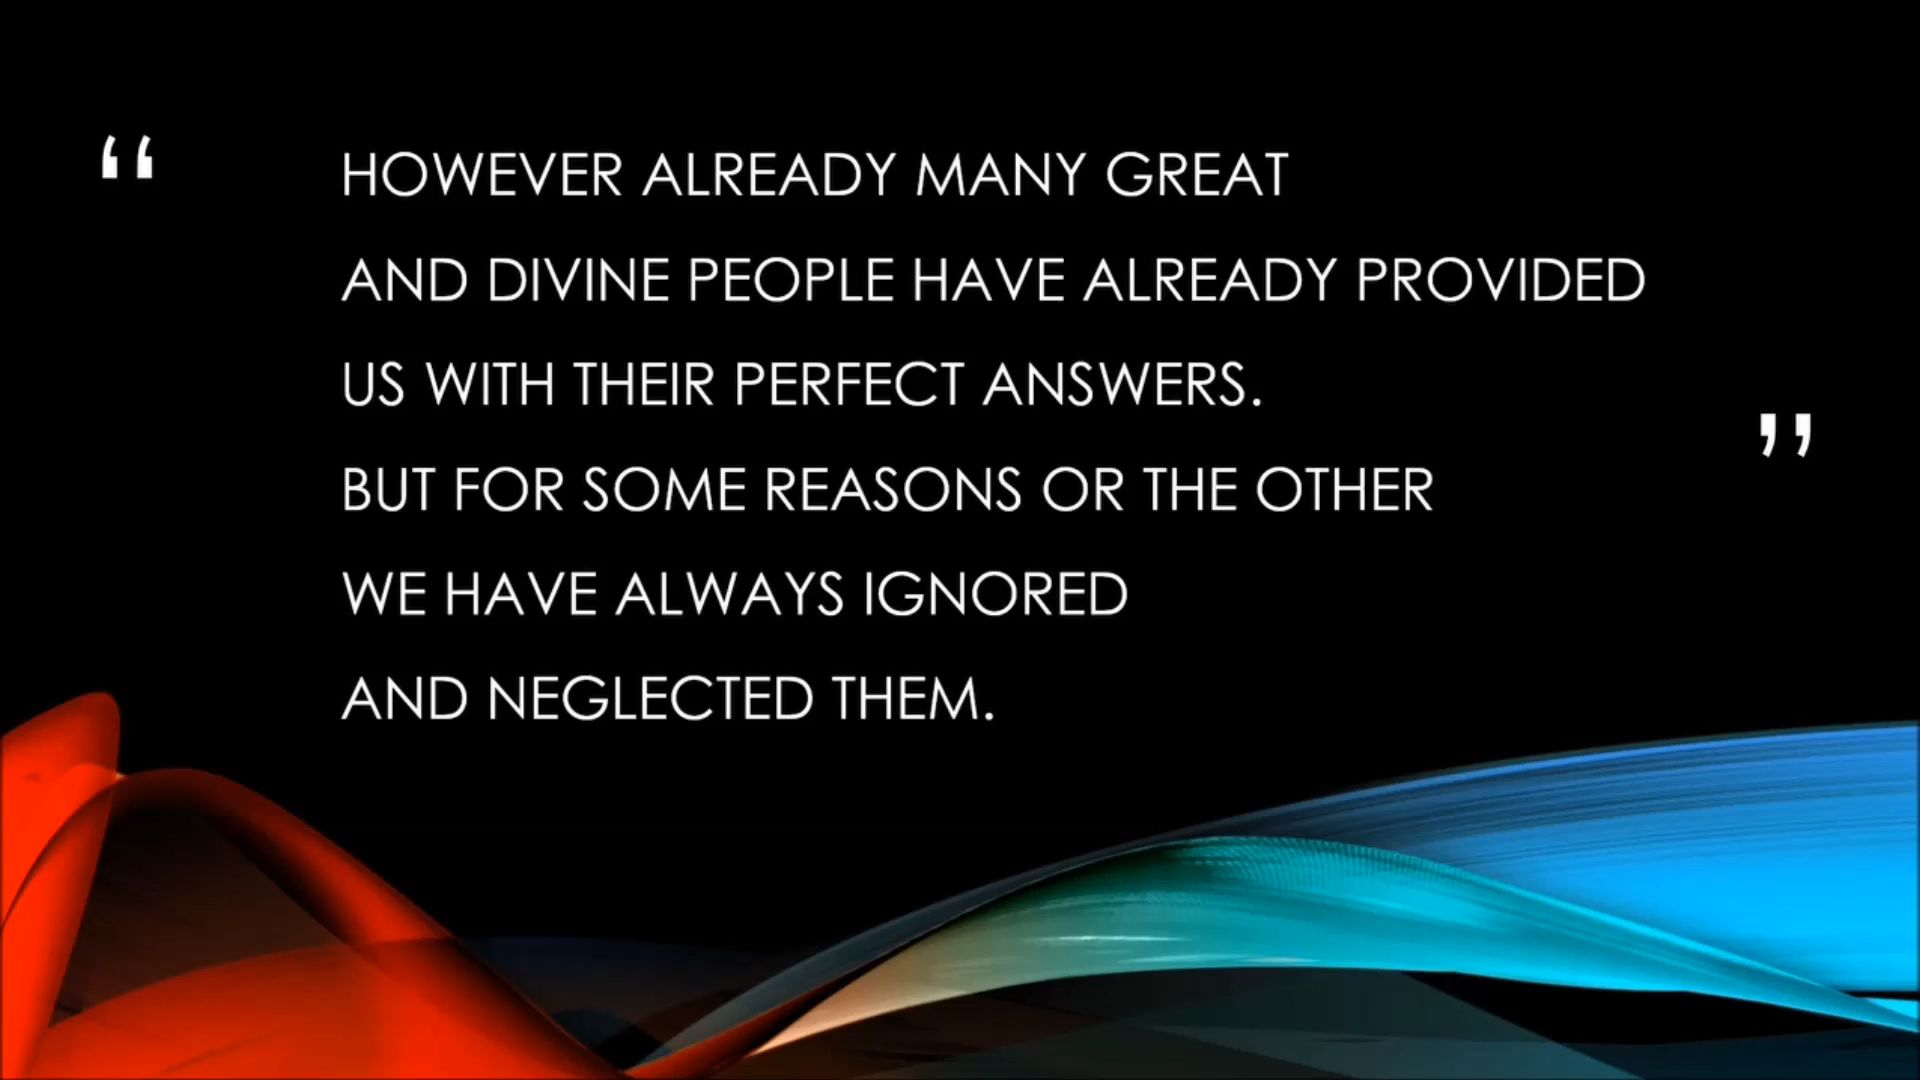 “ HOWEVER ALREADY MANY GREAT
AND DIVINE PEOPLE HAVE ALREADY PROVIDED
US WITH THEIR PERFECT ANSWERS.
BUT FOR SOME REASONS OR THE OTHER ”
WE HAVE ALWAYS IGNORED
AND NEGLECTED THEM.